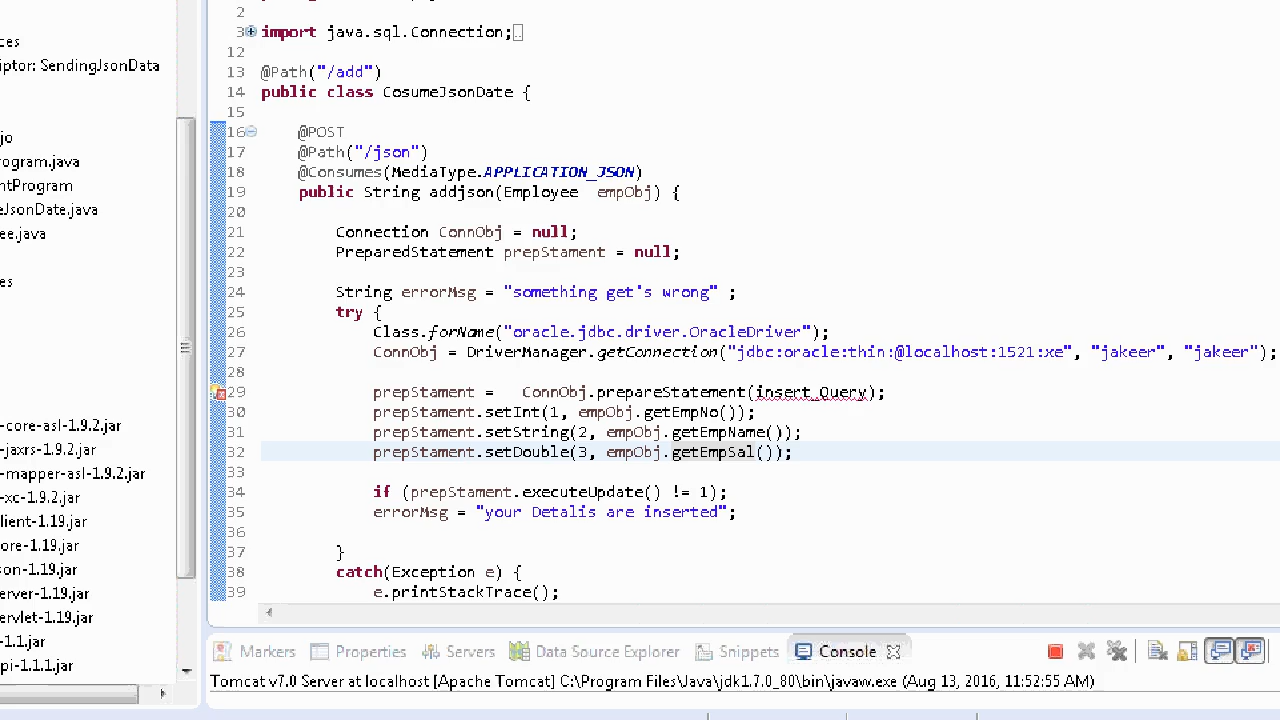 2
3 import java.sql.Connection;
12
13 @Path("/add")
14 public class CosumeJsonDate {
15
16 @POST
17 @Path("/json")
18 @Consumes(MediaType.APPLICATION_JSON)
19 public String addjson(Employee empObj) {
20
21 Connection ConnObj = null;
22 PreparedStatement prepStament = null;
23
24 String errorMsg = "something get's wrong" ;
25 try {
26 Class.forName("oracle.jdbc.driver.OracleDriver");
27 ConnObj = DriverManager.getConnection("jdbc:oracle:thin:@localhost:1521:xe", "jakeer", "jakeer");
29 prepStament = ConnObj.prepareStatement(insert_Query);
30 prepStament.setInt(1, empObj.getEmpNo());
31 prepStament.setString(2, empObj.getEmpName());
32 prepStament.setDouble(3, empObj.getEmpSal());
33
34 if (prepStament.executeUpdate() != 1);
35 errorMsg = "your Detalis are inserted";
36
37 }
38 catch(Exception e) {
39 e.printStackTrace();
ces
iptor: SendingJsonData
jo
rogram.java
ntProgram
eJsonDate.java
ee.java
es
-core-asl-1.9.2.jar
-jaxrs-1.9.2.jar
-mapper-asl-1.9.2.jar
-xc-1.9.2.jar
lient-1.19.jar
ore-1.19.jar
son-1.19.jar
erver-1.19.jar
ervlet-1.19.jar
-1.1.jar
pi-1.1.1.jar
Markers Properties Servers Data Source Explorer Snippets Console
Tomcat v7.0 Server at localhost [Apache Tomcat] C:\Program Files\Java\jdk1.7.0_80\bin\javaw.exe (Aug 13, 2016, 11:52:55 AM)